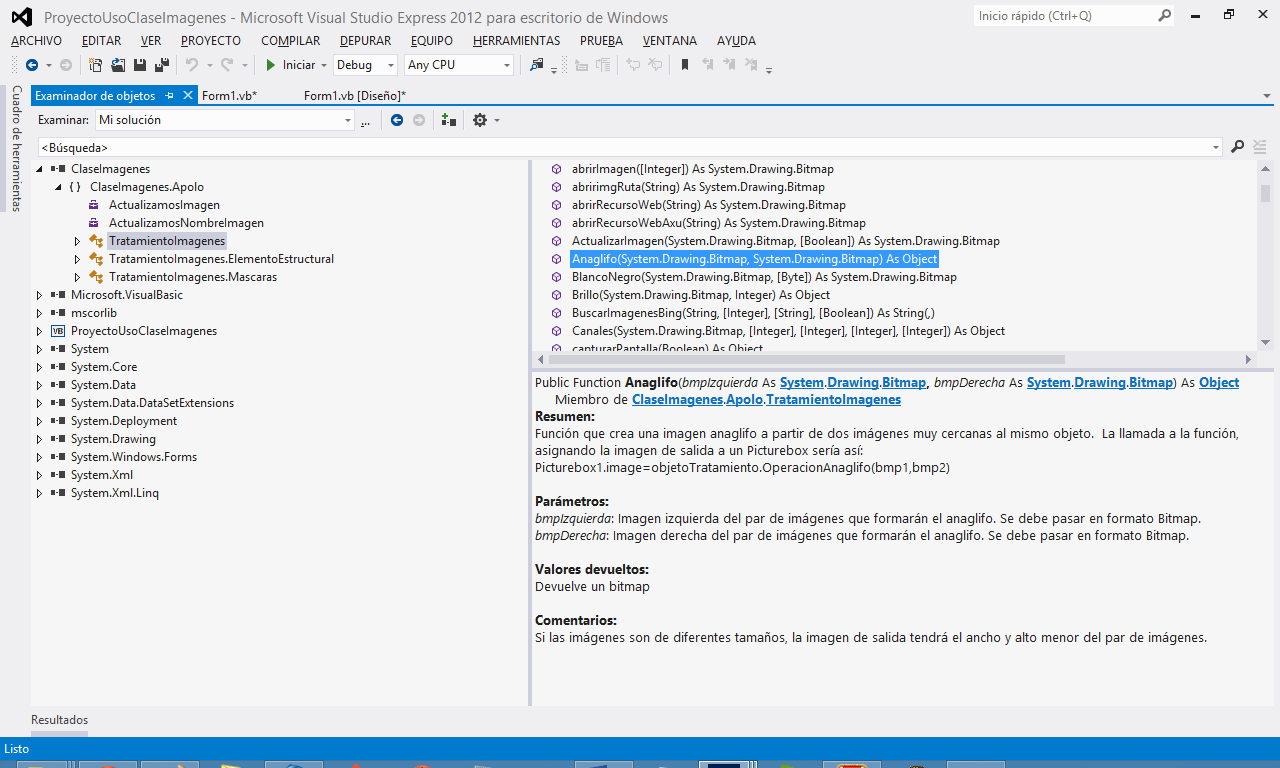 ProyectoUsoClaseImagenes - Microsoft Visual Studio Express 2012 para escritorio de Windows
Inicio rápido (Ctrl+Q)
ARCHIVO EDITAR VER PROYECTO COMPILAR DEPURAR EQUIPO HERRAMIENTAS PRUEBA VENTANA AYUDA
Iniciar Debug Any CPU
Cuadro de herramientas
Examinador de objetos Form1.vb* Form1.vb [Diseño]*
Examinar: Mi solución ...
<Búsqueda>
ClaseImagenes
{ } ClaseImagenes.Apolo
ActualizamosImagen
ActualizamosNombreImagen
TratamientoImagenes
TratamientoImagenes.ElementoEstructural
TratamientoImagenes.Mascaras
Microsoft.VisualBasic
mscorlib
VB ProyectoUsoClaseImagenes
System
System.Core
System.Data
System.Data.DataSetExtensions
System.Deployment
System.Drawing
System.Windows.Forms
System.Xml
System.Xml.Linq
abrirImagen([Integer]) As System.Drawing.Bitmap
abririmgRuta(String) As System.Drawing.Bitmap
abrirRecursoWeb(String) As System.Drawing.Bitmap
abrirRecursoWebAxu(String) As System.Drawing.Bitmap
ActualizarImagen(System.Drawing.Bitmap, [Boolean]) As System.Drawing.Bitmap
Anaglifo(System.Drawing.Bitmap, System.Drawing.Bitmap) As Object
BlancoNegro(System.Drawing.Bitmap, [Byte]) As System.Drawing.Bitmap
Brillo(System.Drawing.Bitmap, Integer) As Object
BuscarImagenesBing(String, [Integer], [String], [Boolean]) As String(,)
Canales(System.Drawing.Bitmap, [Integer], [Integer], [Integer], [Integer]) As Object
capturarPantalla(Boolean) As Object
Public Function Anaglifo(bmpIzquierda As System.Drawing.Bitmap, bmpDerecha As System.Drawing.Bitmap) As Object
Miembro de ClaseImagenes.Apolo.TratamientoImagenes
Resumen:
Función que crea una imagen anaglifo a partir de dos imágenes muy cercanas al mismo objeto. La llamada a la función,
asignando la imagen de salida a un Picturebox sería así:
Picturebox1.image=objetoTratamiento.OperacionAnaglifo(bmp1,bmp2)
Parámetros:
bmpIzquierda: Imagen izquierda del par de imágenes que formarán el anaglifo. Se debe pasar en formato Bitmap.
bmpDerecha: Imagen derecha del par de imágenes que formarán el anaglifo. Se debe pasar en formato Bitmap.
Valores devueltos:
Devuelve un bitmap
Comentarios:
Si las imágenes son de diferentes tamaños, la imagen de salida tendrá el ancho y alto menor del par de imágenes.
Resultados
Listo